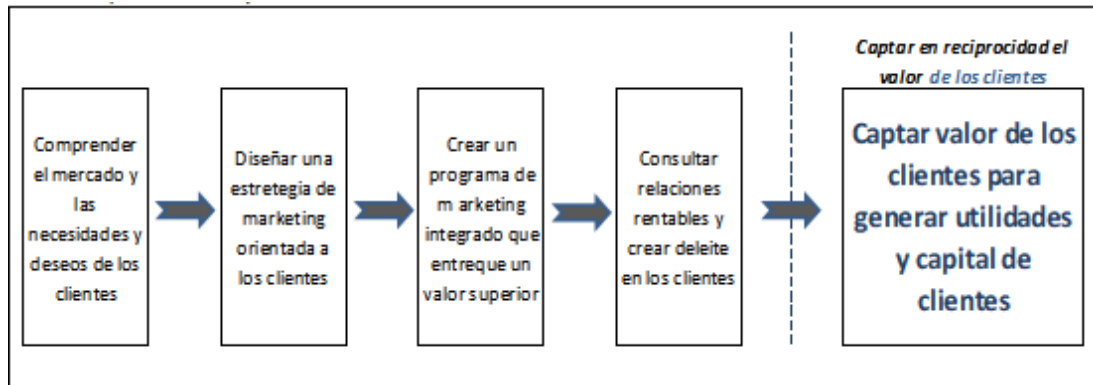 Comprender
el mercado y
las
necesidades y
deseos de los
clientes
Diseñar una
estretegia de
marketing
orientada a
los clientes
Crear un
programa de
m arketing
integrado que
entreque un
valor superior
Consultar
relaciones
rentables y
crear deleite
en los clientes
Captar en reciprocidad el
valor de los clientes
Captar valor de los
clientes para
generar utilidades
y capital de
clientes